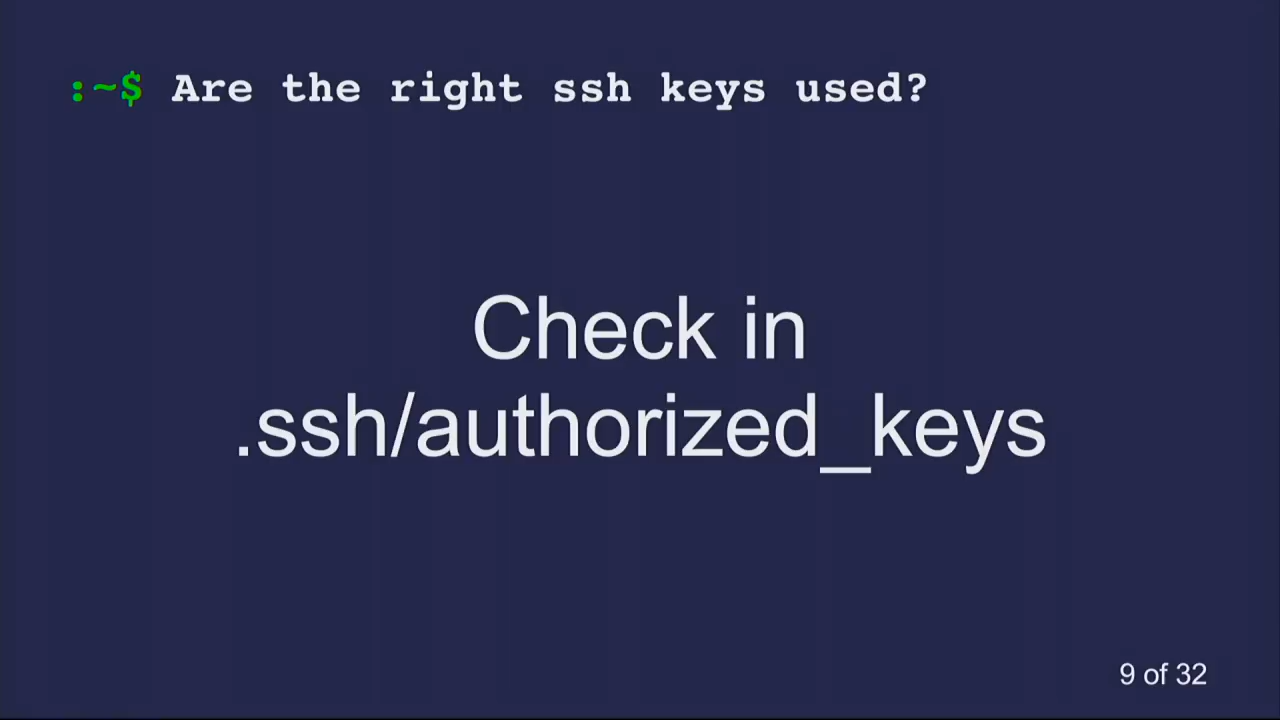 :~$ Are the right ssh keys used?
Check in
.ssh/authorized_keys
9 of 32